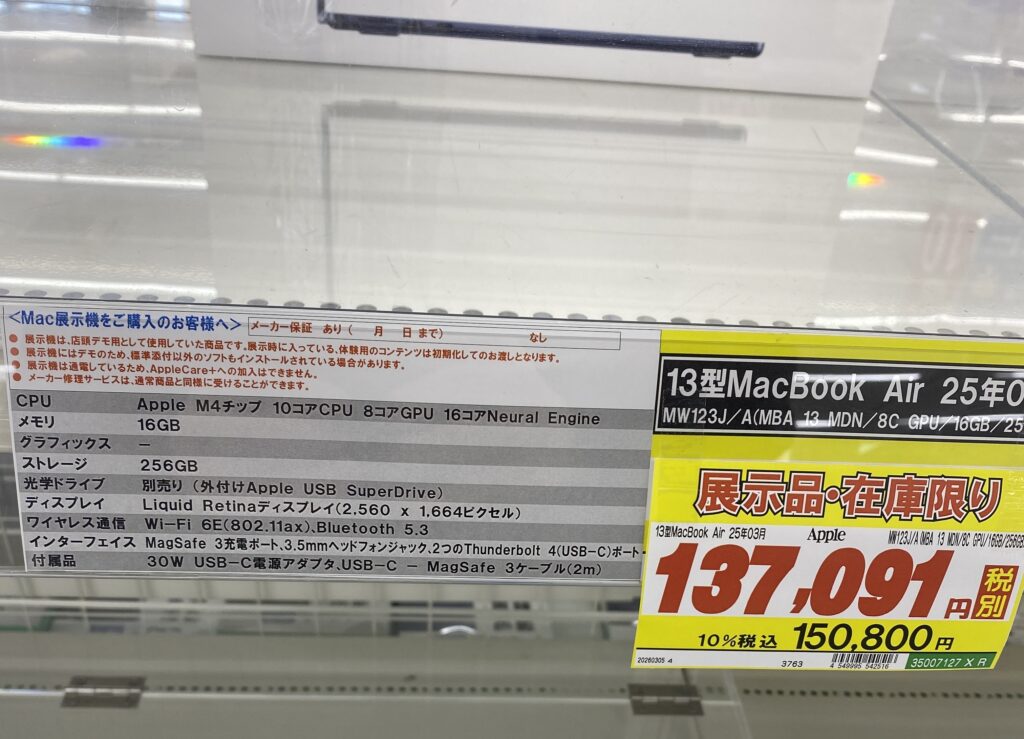 <Mac展示機をご購入のお客様へ>
メーカー保証 あり( 月 日 まで) なし
● 展示機は、店頭デモ用として使用していた商品です。展示時に入っている、体験用のコンテンツは初期化してのお渡しとなります。
● 展示機にはデモのため、標準添付以外のソフトもインストールされている場合があります。
● 展示機は通電しているため、AppleCare+への加入はできません。
● メーカー修理サービスは、通常商品と同様に受けることができます。
CPU Apple M4チップ 10コアCPU 8コアGPU 16コアNeural Engine
メモリ 16GB
グラフィックス —
ストレージ 256GB
光学ドライブ 別売り (外付けApple USB SuperDrive)
ディスプレイ Liquid Retinaディスプレイ(2,560 x 1,664ピクセル)
ワイヤレス通信 Wi-Fi 6E(802.11ax)、Bluetooth 5.3
インターフェイス MagSafe 3充電ポート、3.5mmヘッドフォンジャック、2つのThunderbolt 4(USB-C)ポート
付属品 30W USB-C電源アダプタ、USB-C - MagSafe 3ケーブル(2m)
13型MacBook Air 25年0
MW123J/A(MBA 13 MDN/8C GPU/16GB/25
展示品・在庫限り
13型MacBook Air 25年03月 Apple MW123J/A(MBA 13 MDN/8C GPU/16GB/256G
137,091円 税別
10%税込 150,800円
20260305 4 3763 4 549995 542516 35007127 X R